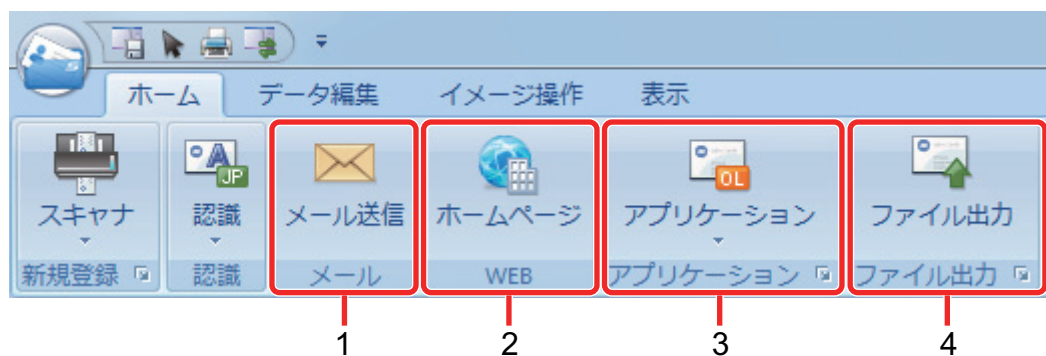 ホーム データ編集 イメージ操作 表示
A
JP
OL
スキャナ 認識 メール送信 ホームページ アプリケーション ファイル出力
新規登録 認識 メール WEB アプリケーション ファイル出力
1 2 3 4